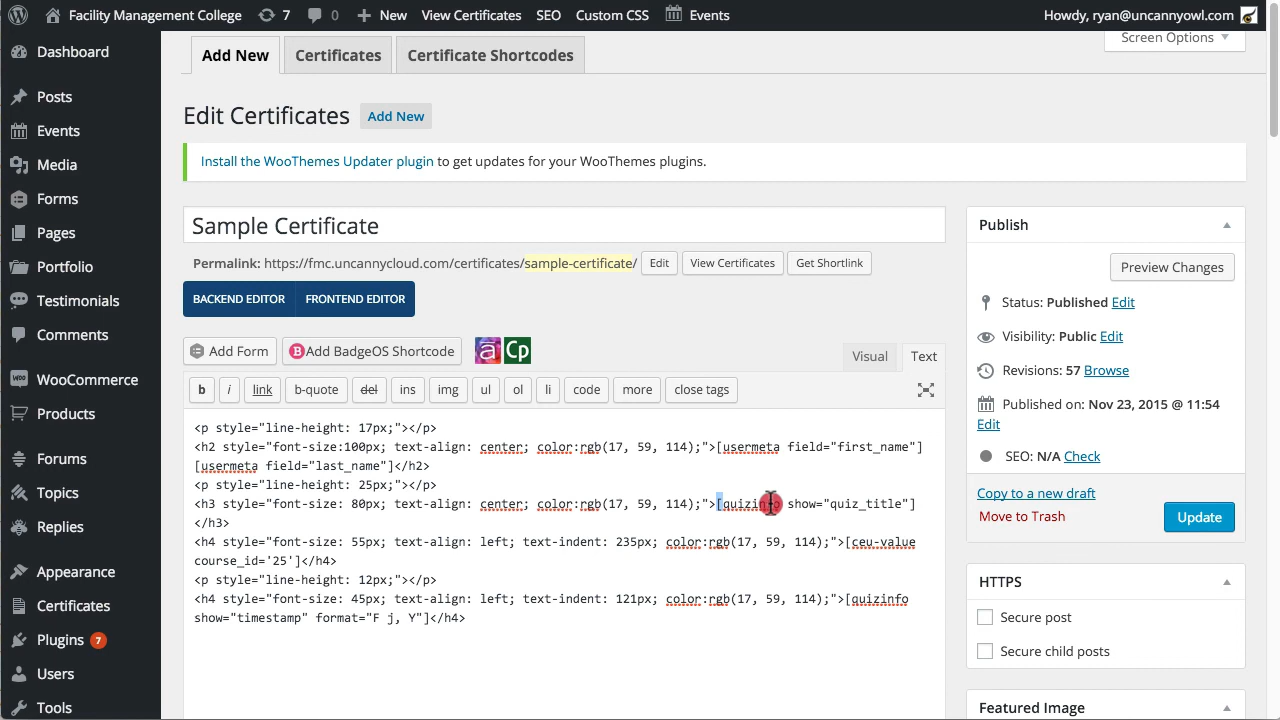 Facility Management College 7 0 New View Certificates SEO Custom CSS Events Howdy, ryan@uncannyowl.com
Dashboard
Posts
Events
Media
Forms
Pages
Portfolio
Testimonials
Comments
WooCommerce
Products
Forums
Topics
Replies
Appearance
Certificates
Plugins 7
Users
Tools
Screen Options
Add New Certificates Certificate Shortcodes
Edit Certificates Add New
Install the WooThemes Updater plugin to get updates for your WooThemes plugins.
Sample Certificate
Permalink: https://fmc.uncannycloud.com/certificates/sample-certificate/ Edit View Certificates Get Shortlink
BACKEND EDITOR FRONTEND EDITOR
Add Form Add BadgeOS Shortcode a Cp
Visual Text
b i link b-quote del ins img ul ol li code more close tags
<p style="line-height: 17px;"></p>
<h2 style="font-size:100px; text-align: center; color:rgb(17, 59, 114);">[usermeta field="first_name"]
[usermeta field="last_name"]</h2>
<p style="line-height: 25px;"></p>
<h3 style="font-size: 80px; text-align: center; color:rgb(17, 59, 114);">[quizinfo show="quiz_title"]
</h3>
<h4 style="font-size: 55px; text-align: left; text-indent: 235px; color:rgb(17, 59, 114);">[ceu-value
course_id='25']</h4>
<p style="line-height: 12px;"></p>
<h4 style="font-size: 45px; text-align: left; text-indent: 121px; color:rgb(17, 59, 114);">[quizinfo
show="timestamp" format="F j, Y"]</h4>
Publish
Preview Changes
Status: Published Edit
Visibility: Public Edit
Revisions: 57 Browse
Published on: Nov 23, 2015 @ 11:54
Edit
SEO: N/A Check
Copy to a new draft
Move to Trash
Update
HTTPS
Secure post
Secure child posts
Featured Image